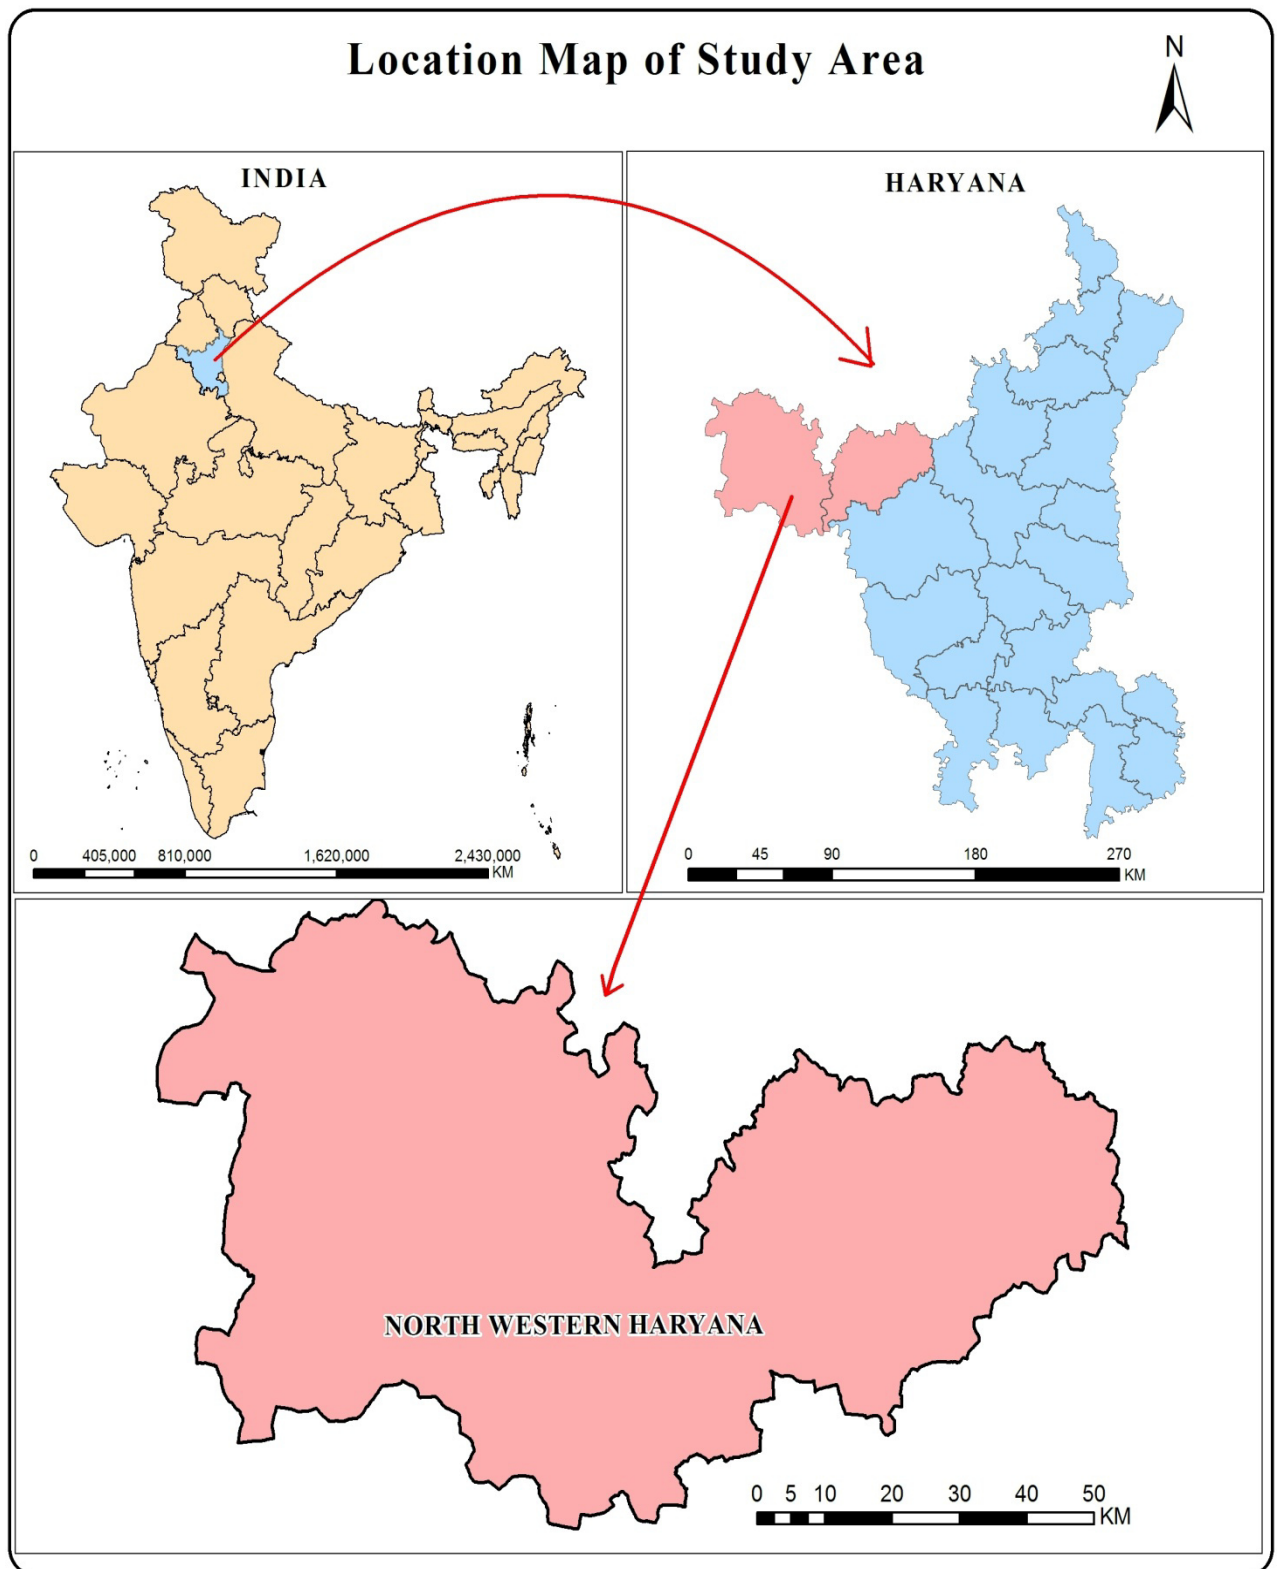 Location Map of Study Area
N
INDIA
HARYANA
0 405,000 810,000 1,620,000 2,430,000
KM
0 45 90 180 270
KM
NORTH WESTERN HARYANA
0 5 10 20 30 40 50
KM